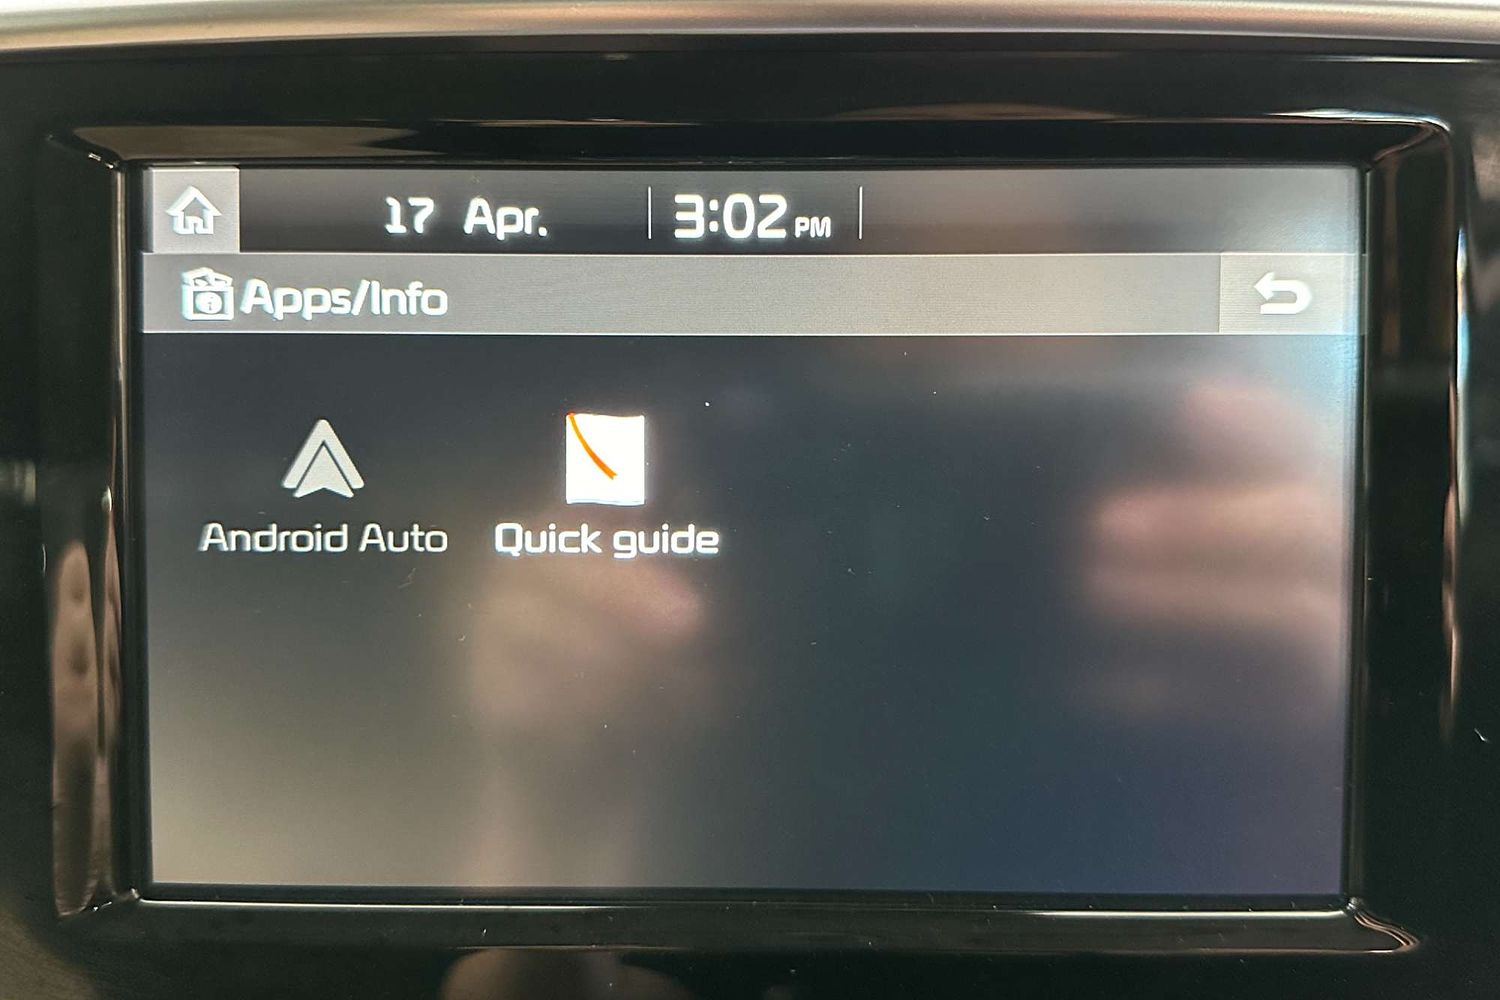 17 Apr. 3:02 PM
Apps/Info
Android Auto Quick guide